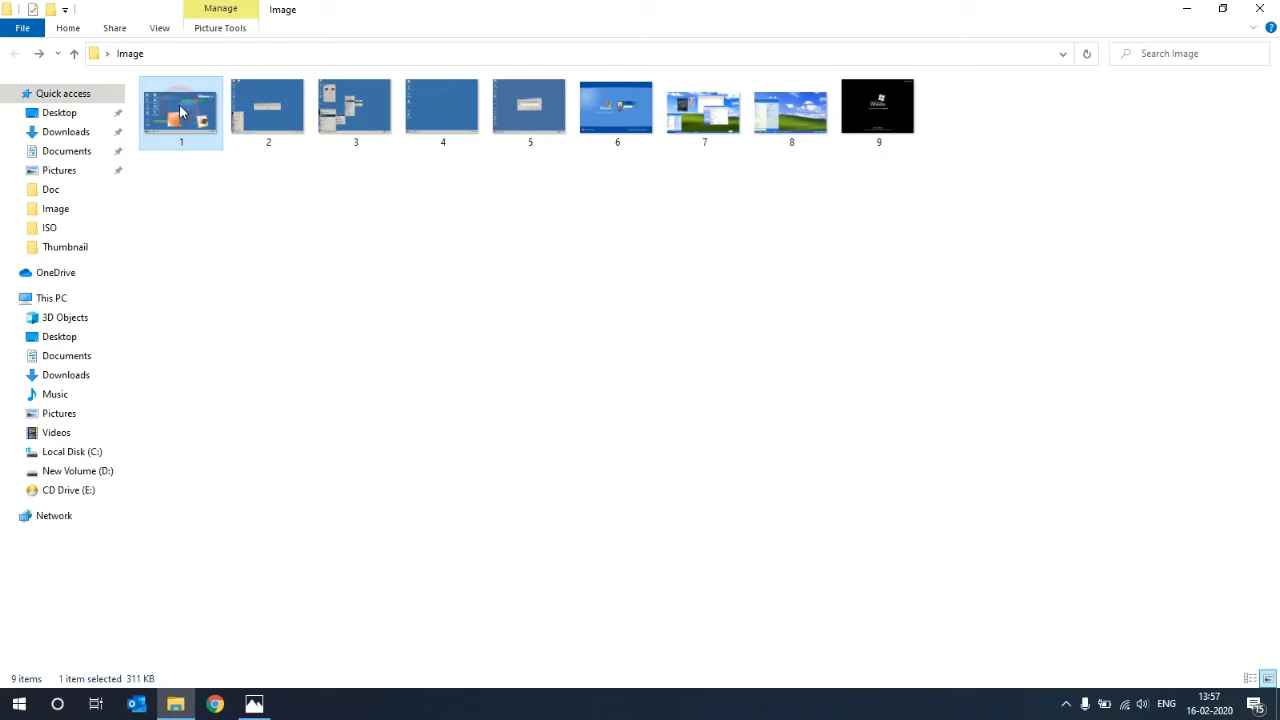 Manage
Image
File
Home
Share
View
Picture Tools
Image
Search Image
Quick access
Desktop
Downloads
Documents
Pictures
Doc
Image
ISO
Thumbnail
OneDrive
This PC
3D Objects
Desktop
Documents
Downloads
Music
Pictures
Videos
Local Disk (C:)
New Volume (D:)
CD Drive (E:)
Network
1
2
3
4
5
6
7
8
9
9 items
1 item selected 311 KB
ENG
13:57
16-02-2020
15